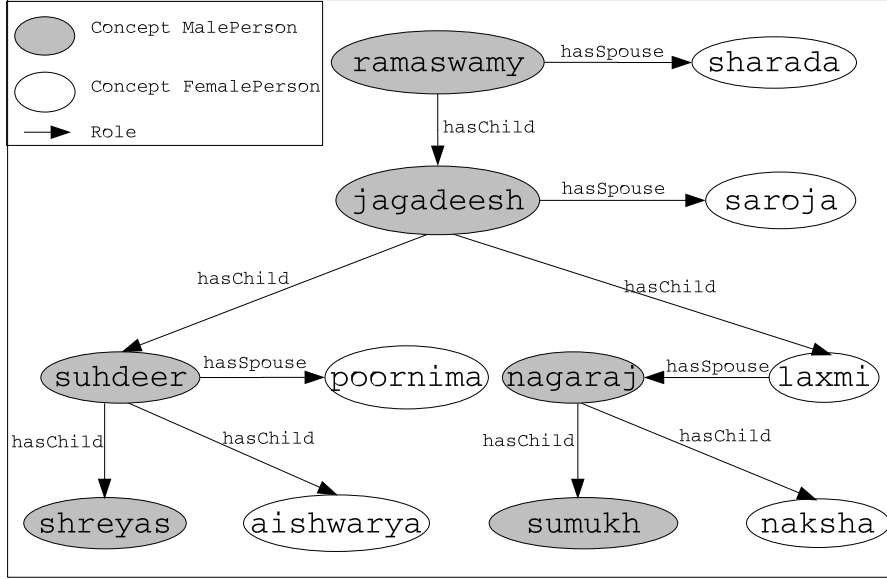 Concept MalePerson
Concept FemalePerson
Role
ramaswamy
hasSpouse
sharada
hasChild
jagadeesh
hasSpouse
saroja
hasChild
hasChild
suhdeer
hasSpouse
poornima
nagaraj
hasSpouse
laxmi
hasChild
hasChild
hasChild
hasChild
shreyas
aishwarya
sumukh
naksha